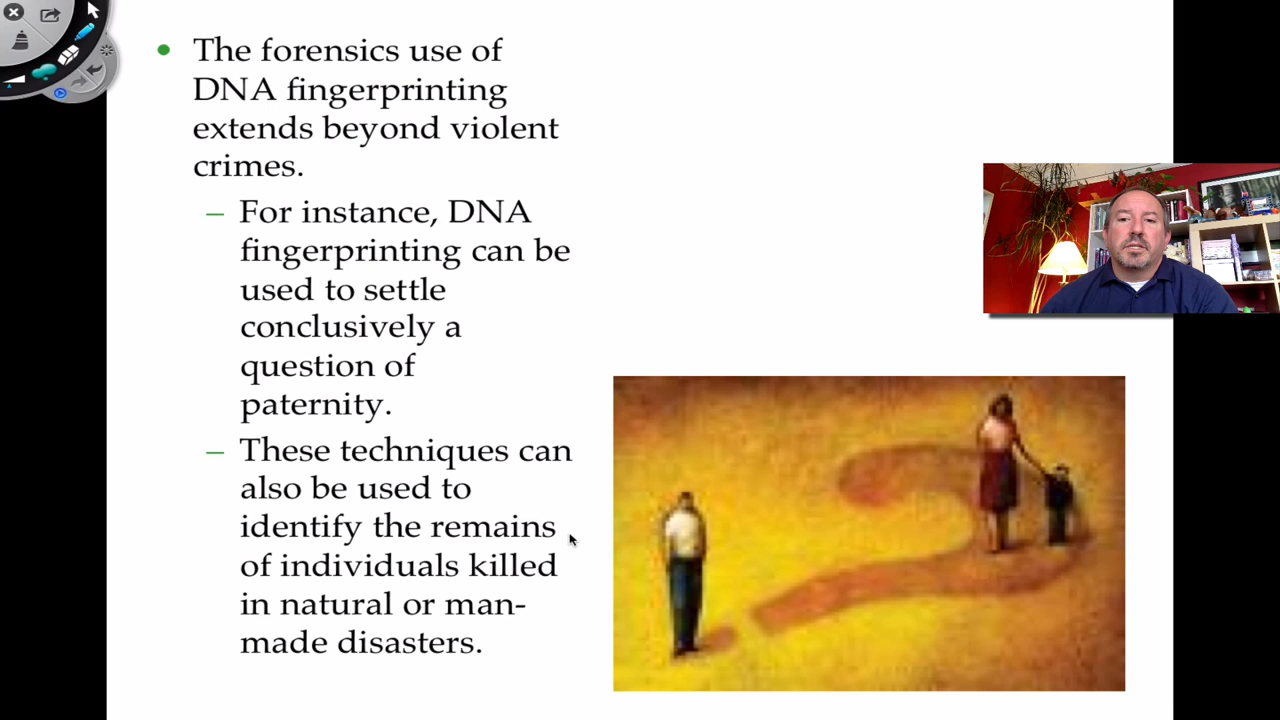 • The forensics use of
DNA fingerprinting
extends beyond violent
crimes.
– For instance, DNA
fingerprinting can be
used to settle
conclusively a
question of
paternity.
– These techniques can
also be used to
identify the remains
of individuals killed
in natural or man-
made disasters.